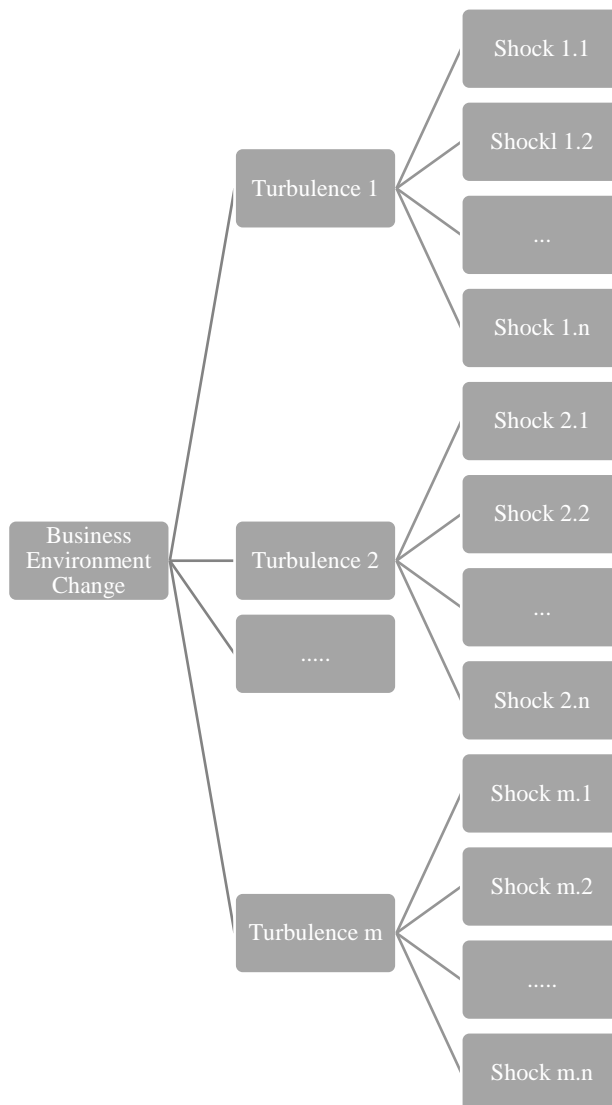 Shock 1.1
Shockl 1.2
Turbulence 1
...
Shock 1.n
Shock 2.1
Shock 2.2
Business
Environment
Change
Turbulence 2
...
.....
Shock 2.n
Shock m.1
Shock m.2
Turbulence m
.....
Shock m.n